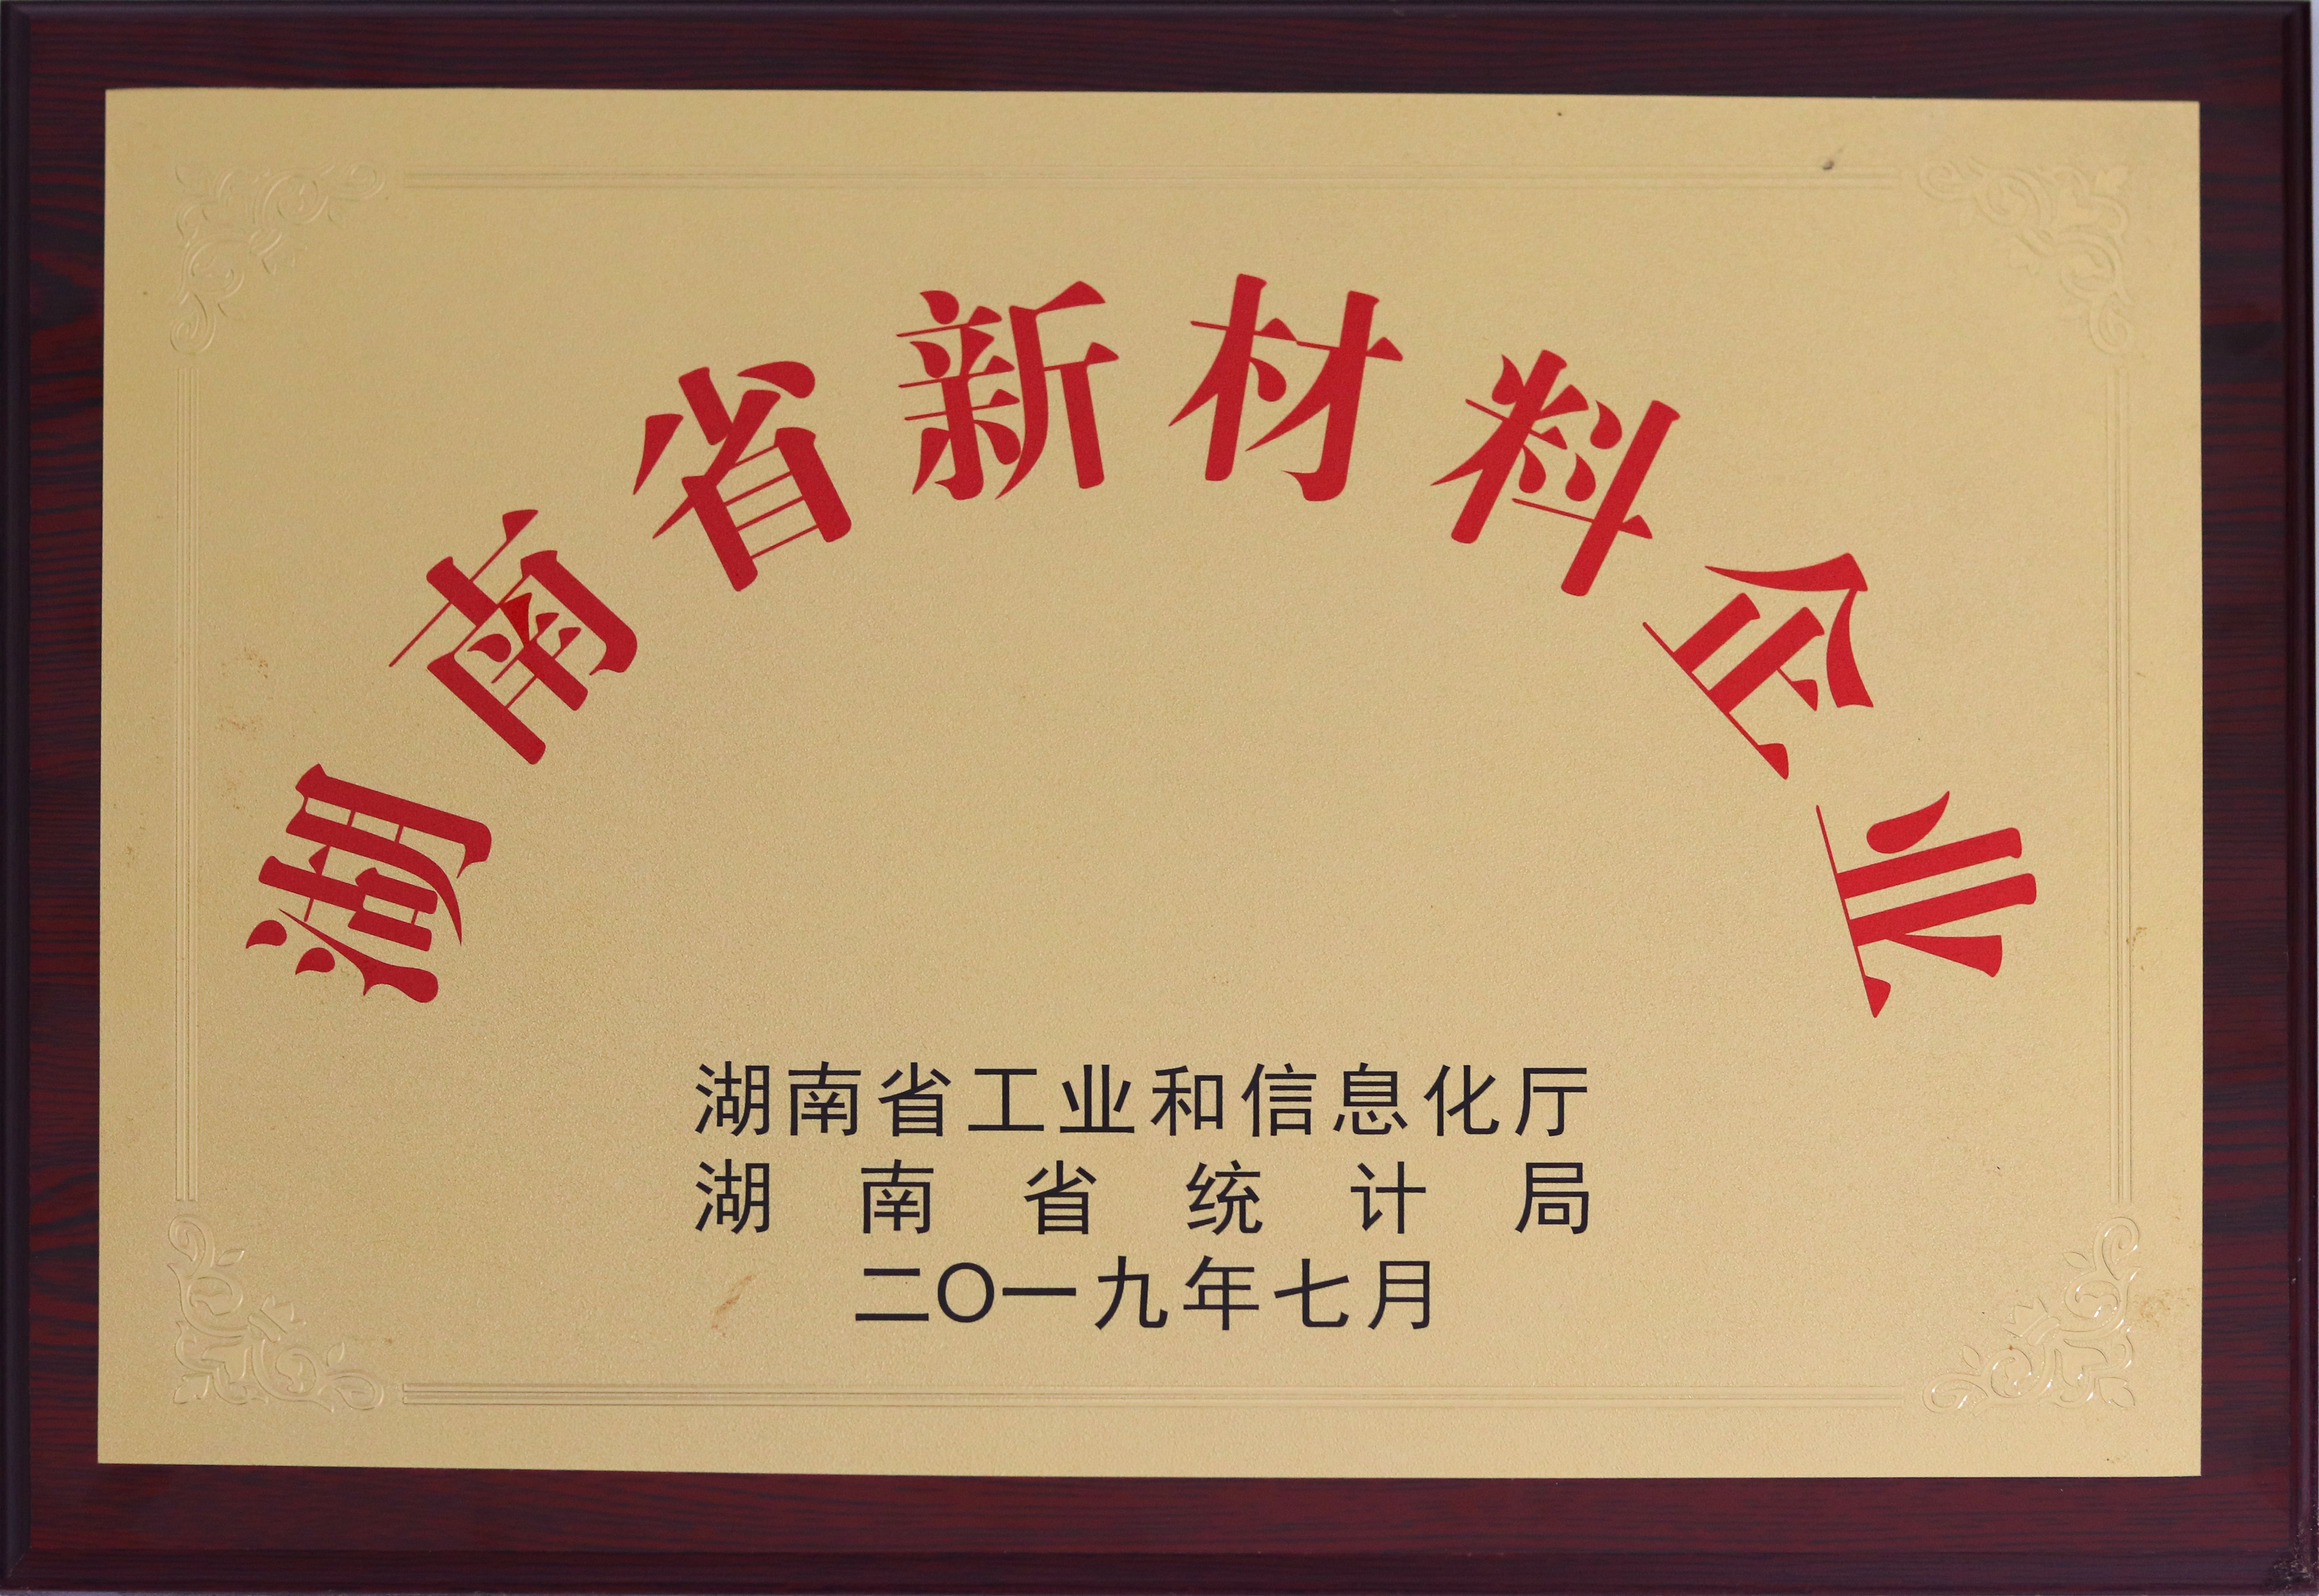 湖南省新材料企业
湖南省工业和信息化厅
湖南省统计局
二〇一九年七月